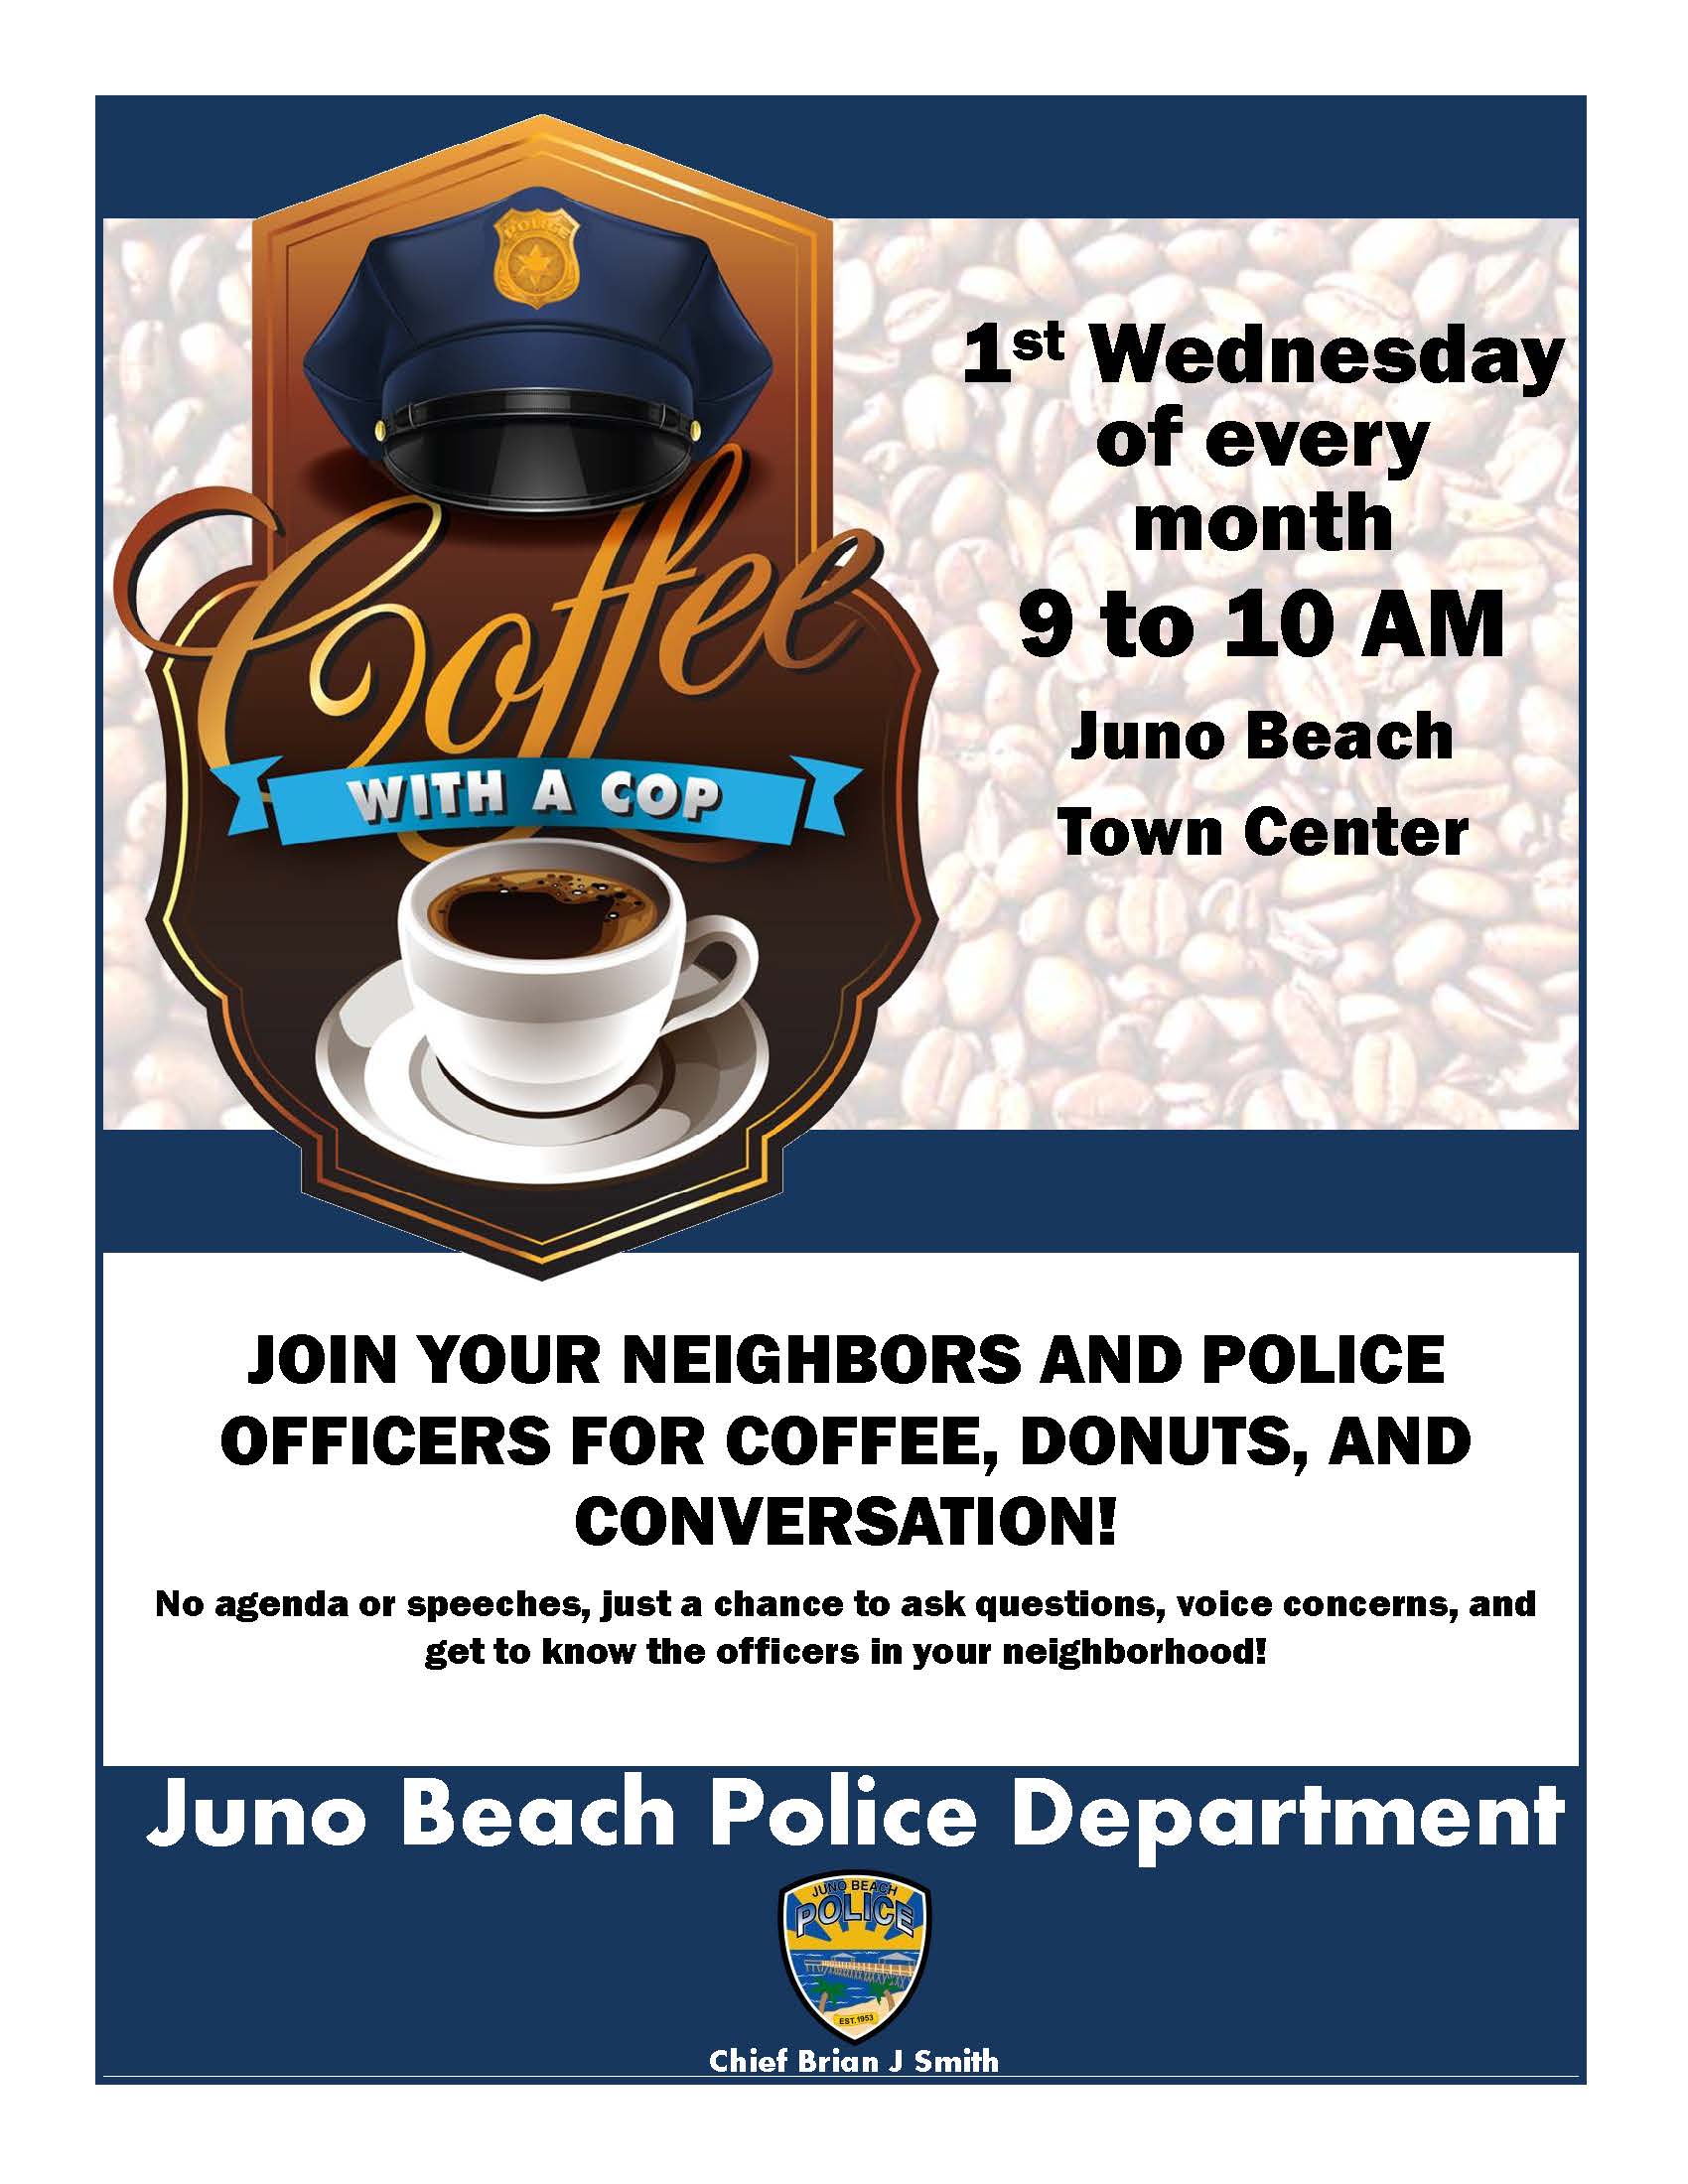 POLICE
Coffee
WITH A COP
1st Wednesday
of every
month
9 to 10 AM
Juno Beach
Town Center
JOIN YOUR NEIGHBORS AND POLICE
OFFICERS FOR COFFEE, DONUTS, AND
CONVERSATION!
No agenda or speeches, just a chance to ask questions, voice concerns, and
get to know the officers in your neighborhood!
Juno Beach Police Department
JUNO BEACH
POLICE
EST. 1953
Chief Brian J Smith